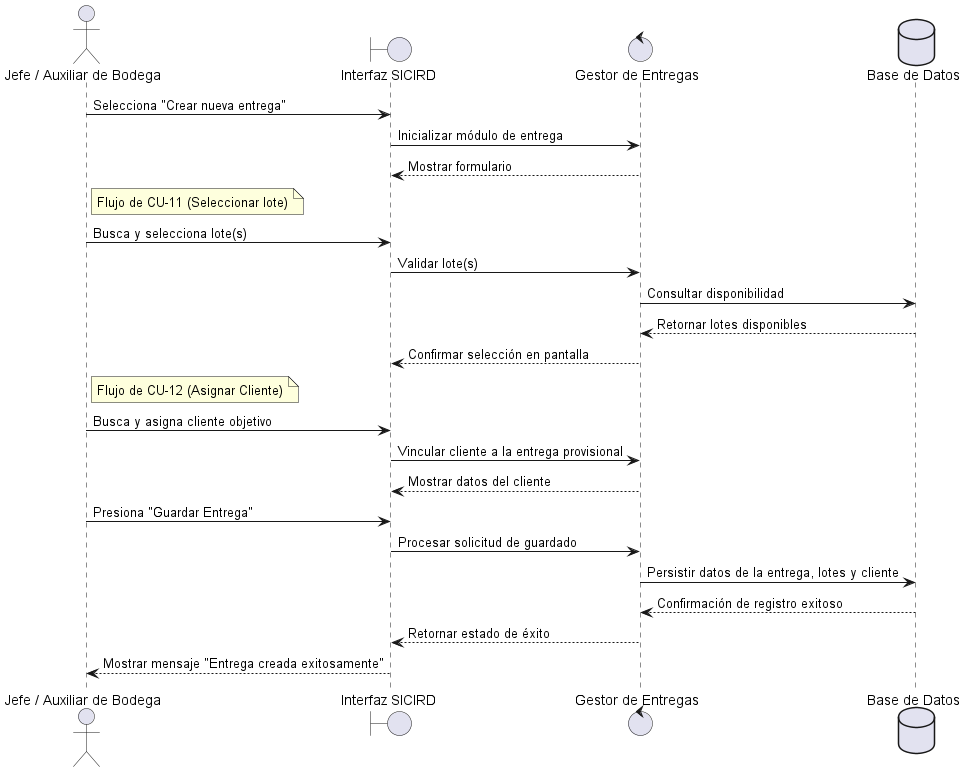 Jefe / Auxiliar de Bodega
Interfaz SICIRD
Gestor de Entregas
Base de Datos
Selecciona "Crear nueva entrega"
Inicializar módulo de entrega
Mostrar formulario
Flujo de CU-11 (Seleccionar lote)
Busca y selecciona lote(s)
Validar lote(s)
Consultar disponibilidad
Retornar lotes disponibles
Confirmar selección en pantalla
Flujo de CU-12 (Asignar Cliente)
Busca y asigna cliente objetivo
Vincular cliente a la entrega provisional
Mostrar datos del cliente
Presiona "Guardar Entrega"
Procesar solicitud de guardado
Persistir datos de la entrega, lotes y cliente
Confirmación de registro exitoso
Retornar estado de éxito
Mostrar mensaje "Entrega creada exitosamente"
Jefe / Auxiliar de Bodega
Interfaz SICIRD
Gestor de Entregas
Base de Datos